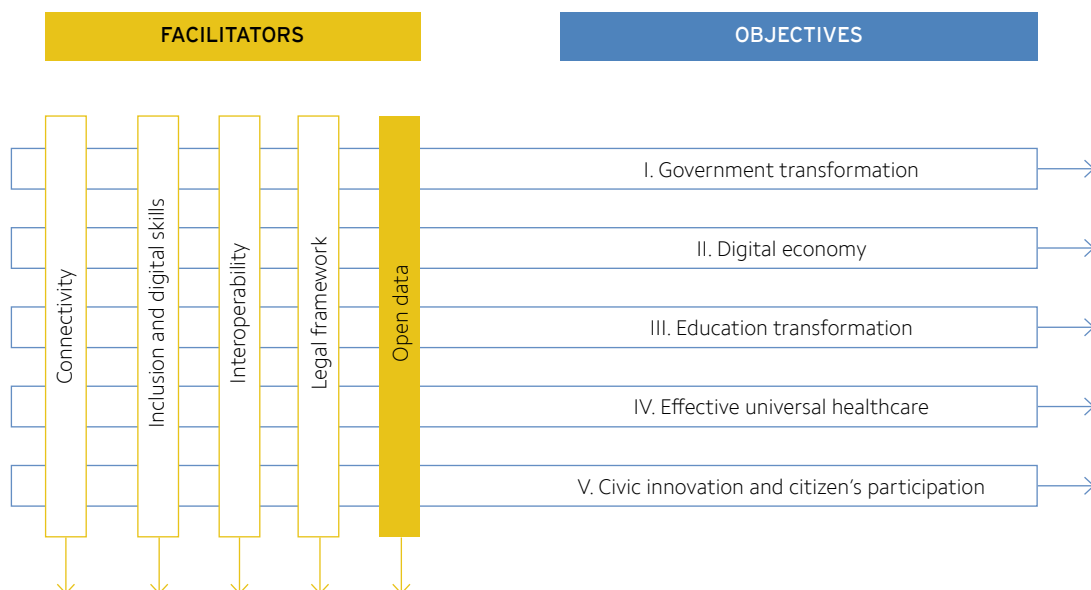 FACILITATORS
OBJECTIVES
Connectivity
Inclusion and digital skills
Interoperability
Legal framework
Open data
I. Government transformation
II. Digital economy
III. Education transformation
IV. Effective universal healthcare
V. Civic innovation and citizen's participation